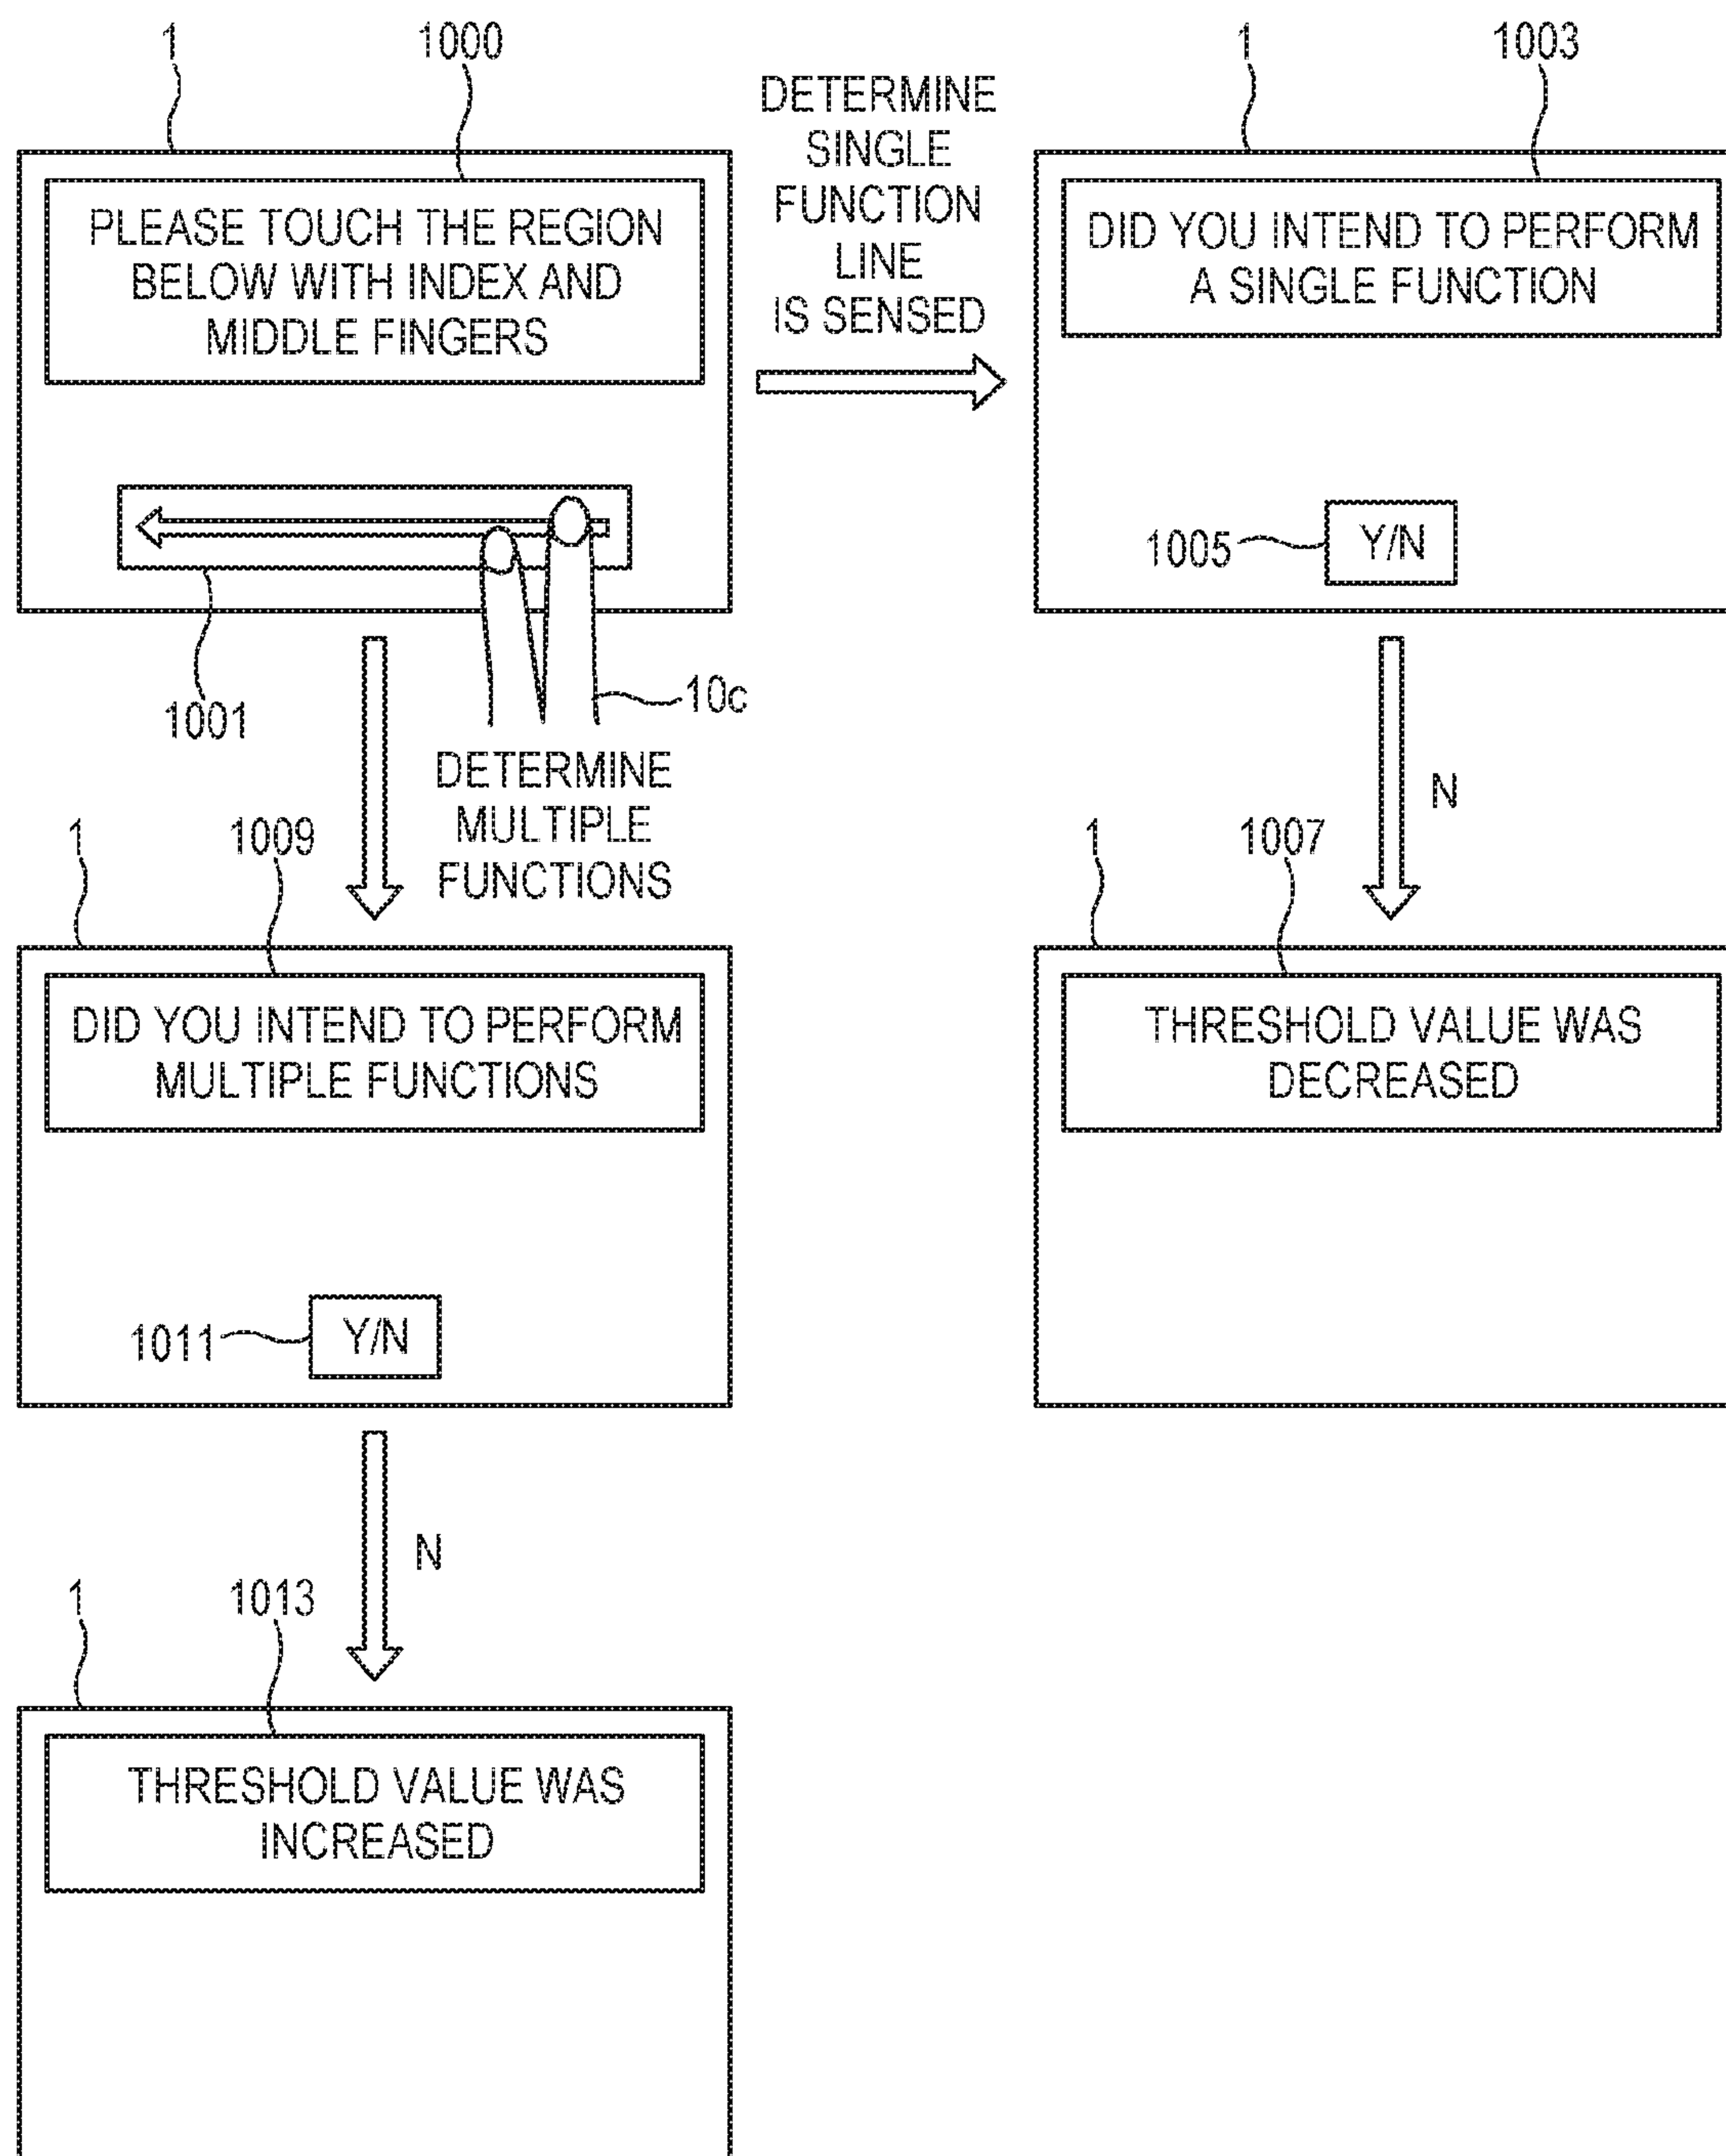 1
1000
PLEASE TOUCH THE REGION
BELOW WITH INDEX AND
MIDDLE FINGERS
1001
10c
DETERMINE
SINGLE
FUNCTION
LINE
IS SENSED
1
1003
DID YOU INTEND TO PERFORM
A SINGLE FUNCTION
1005
Y/N
DETERMINE
MULTIPLE
FUNCTIONS
N
1
1009
DID YOU INTEND TO PERFORM
MULTIPLE FUNCTIONS
1011
Y/N
1
1007
THRESHOLD VALUE WAS
DECREASED
N
1
1013
THRESHOLD VALUE WAS
INCREASED